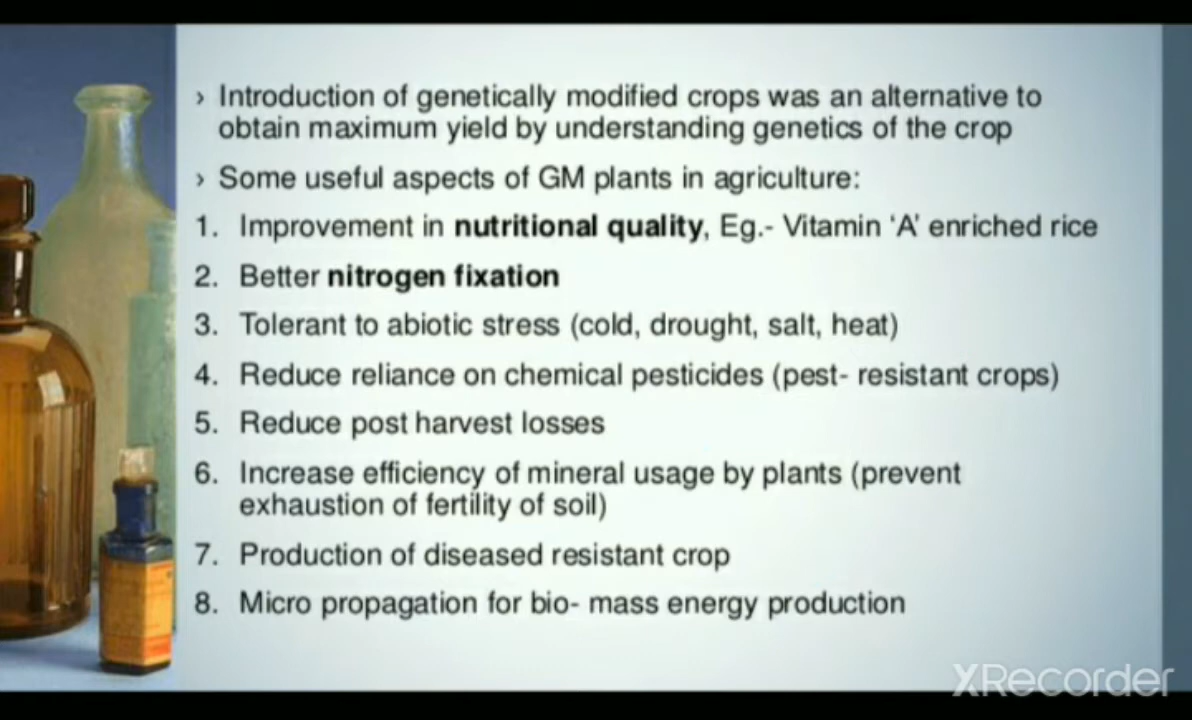 › Introduction of genetically modified crops was an alternative to
obtain maximum yield by understanding genetics of the crop
› Some useful aspects of GM plants in agriculture:
1. Improvement in nutritional quality, Eg.- Vitamin ‘A’ enriched rice
2. Better nitrogen fixation
3. Tolerant to abiotic stress (cold, drought, salt, heat)
4. Reduce reliance on chemical pesticides (pest- resistant crops)
5. Reduce post harvest losses
6. Increase efficiency of mineral usage by plants (prevent
exhaustion of fertility of soil)
7. Production of diseased resistant crop
8. Micro propagation for bio- mass energy production
XRecorder